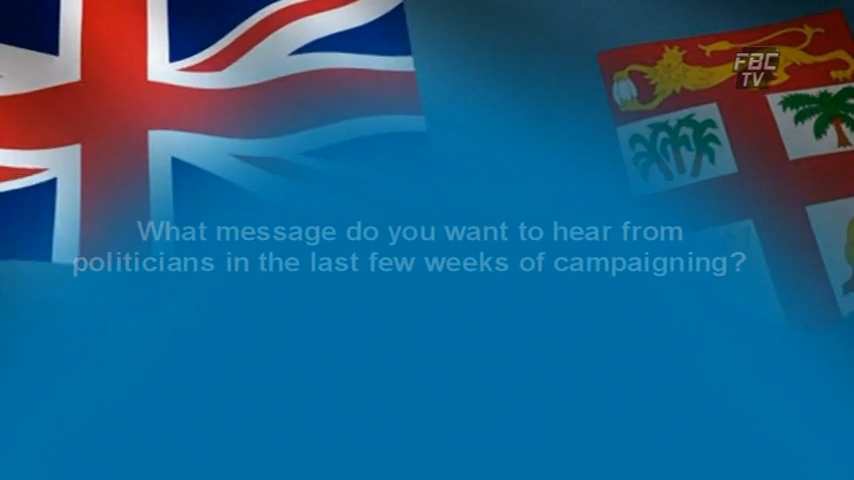 FBC
TV
What message do you want to hear from
politicians in the last few weeks of campaigning?